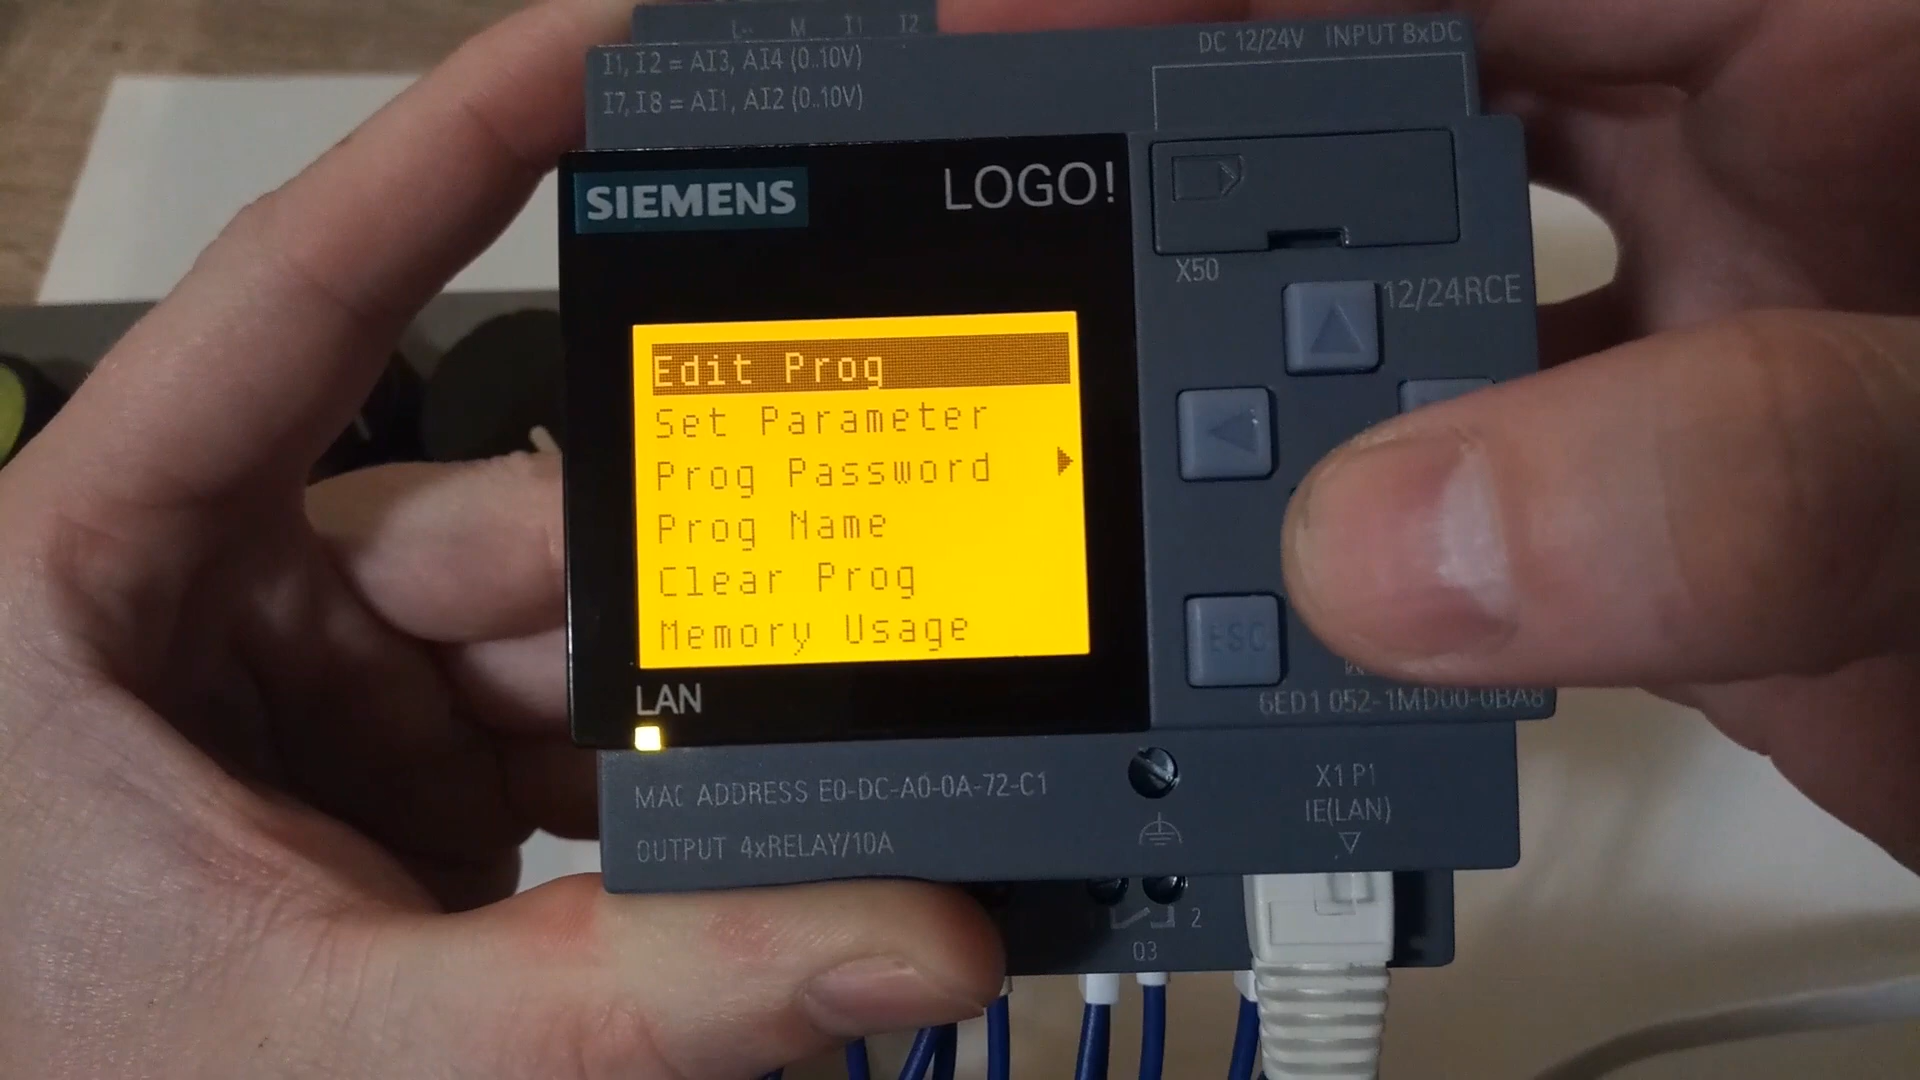 L+ M I1 I2
I1, I2 = AI3, AI4 (0..10V)
I7, I8 = AI1, AI2 (0..10V)
DC 12/24V INPUT 8xDC
SIEMENS
LOGO!
X50
12/24RCE
Edit Prog
Set Parameter
Prog Password
Prog Name
Clear Prog
Memory Usage
ESC
LAN
6ED1 052-1MD00-0BA8
MAC ADDRESS E0-DC-A0-0A-72-C1
X1 P1
IE(LAN)
OUTPUT 4xRELAY/10A
2
Q3